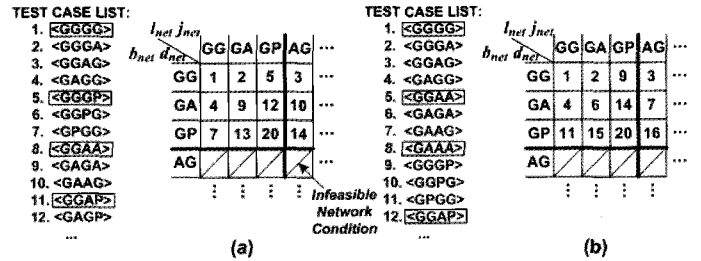 TEST CASE LIST:
1. <GGGG>
2. <GGGA>
3. <GGAG>
4. <GAGG>
5. <GGGP>
6. <GGPG>
7. <GPGG>
8. <GGAA>
9. <GAGA>
10. <GAAG>
11. <GGAP>
12. <GAGP>
...
l_net j_net
b_net d_net
GG GA GP AG ...
GG 1 2 5 3 ...
GA 4 9 12 10 ...
GP 7 13 20 14 ...
AG ...
Infeasible
Network
Condition
(a)
TEST CASE LIST:
1. <GGGG>
2. <GGGA>
3. <GGAG>
4. <GAGG>
5. <GGAA>
6. <GAGA>
7. <GAAG>
8. <GAAA>
9. <GGGP>
10. <GGPG>
11. <GPGG>
12. <GGAP>
...
l_net j_net
b_net d_net
GG GA GP AG ...
GG 1 2 9 3 ...
GA 4 6 14 7 ...
GP 11 15 20 16 ...
AG ...
(b)